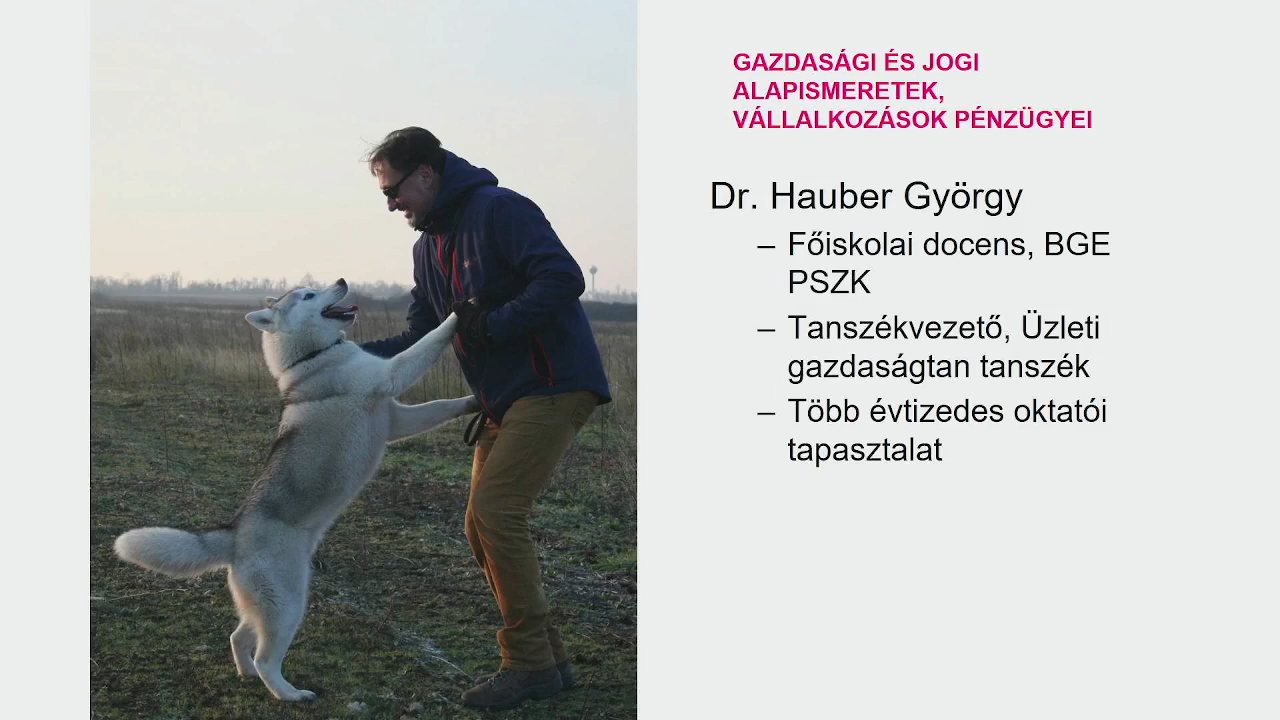 GAZDASÁGI ÉS JOGI
ALAPISMERETEK,
VÁLLALKOZÁSOK PÉNZÜGYEI
Dr. Hauber György
– Főiskolai docens, BGE
PSZK
– Tanszékvezető, Üzleti
gazdaságtan tanszék
– Több évtizedes oktatói
tapasztalat